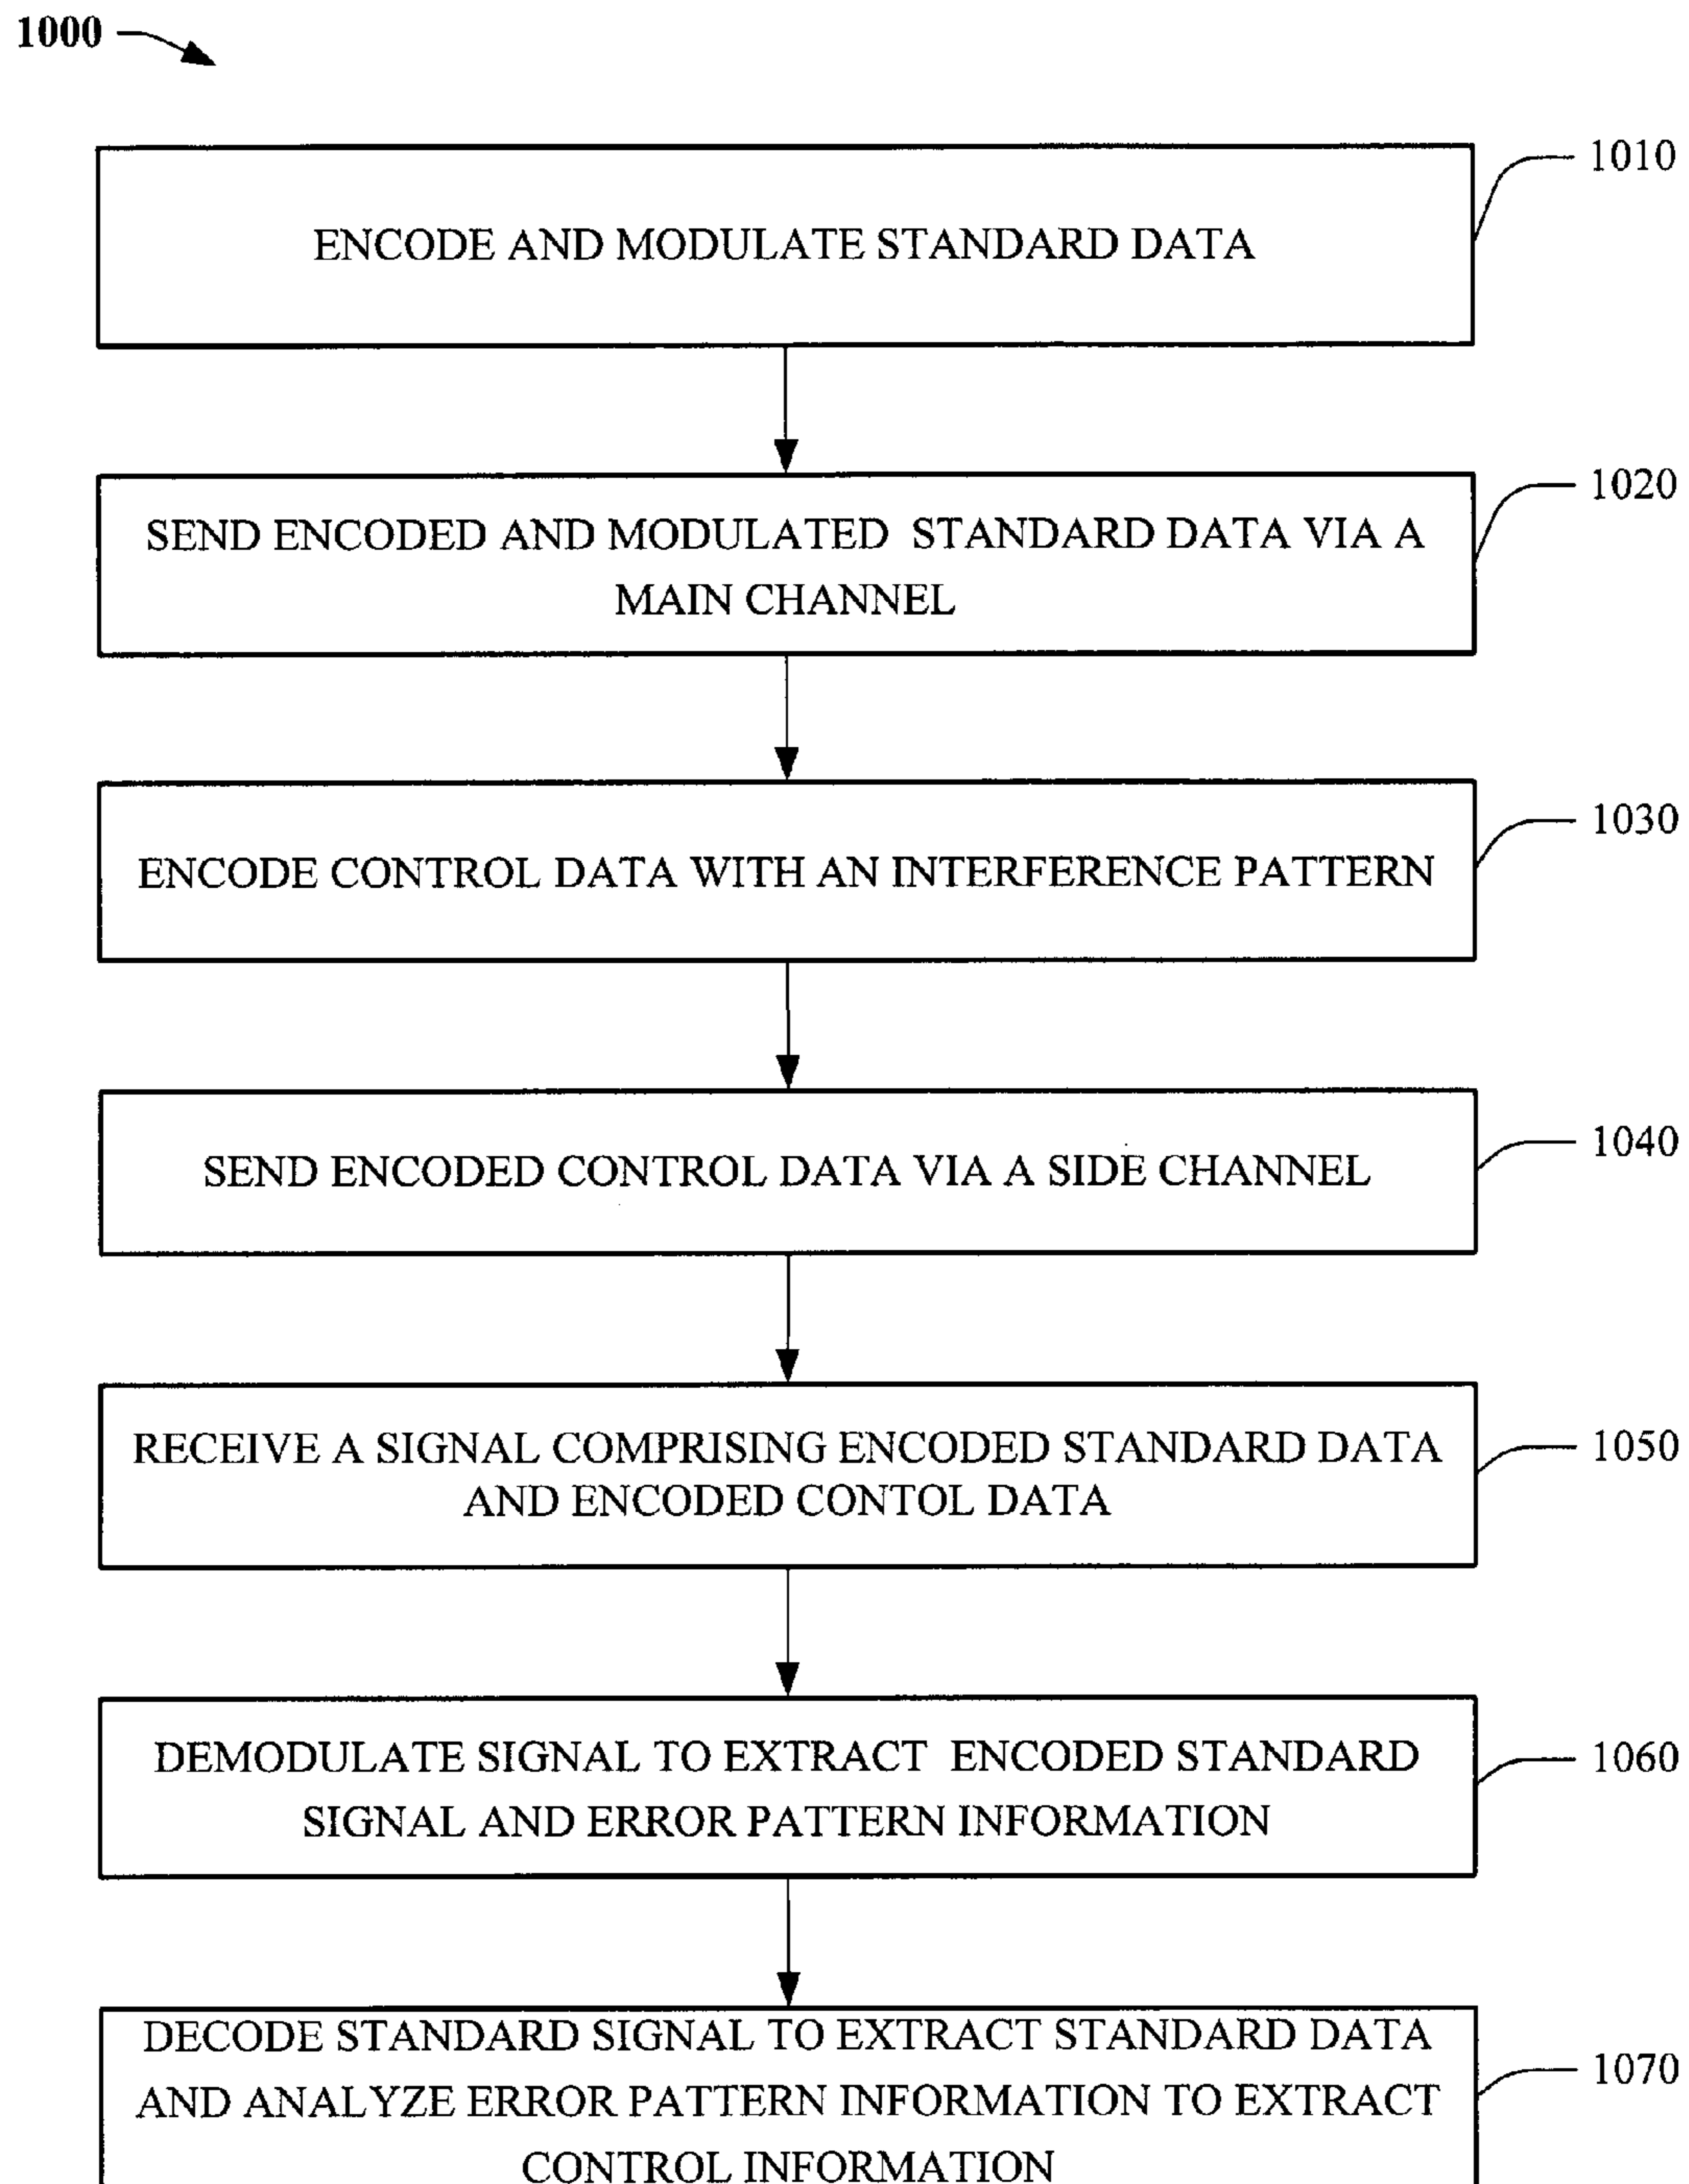 1000
1010
ENCODE AND MODULATE STANDARD DATA
1020
SEND ENCODED AND MODULATED STANDARD DATA VIA A
MAIN CHANNEL
1030
ENCODE CONTROL DATA WITH AN INTERFERENCE PATTERN
1040
SEND ENCODED CONTROL DATA VIA A SIDE CHANNEL
1050
RECEIVE A SIGNAL COMPRISING ENCODED STANDARD DATA
AND ENCODED CONTOL DATA
1060
DEMODULATE SIGNAL TO EXTRACT ENCODED STANDARD
SIGNAL AND ERROR PATTERN INFORMATION
1070
DECODE STANDARD SIGNAL TO EXTRACT STANDARD DATA
AND ANALYZE ERROR PATTERN INFORMATION TO EXTRACT
CONTROL INFORMATION